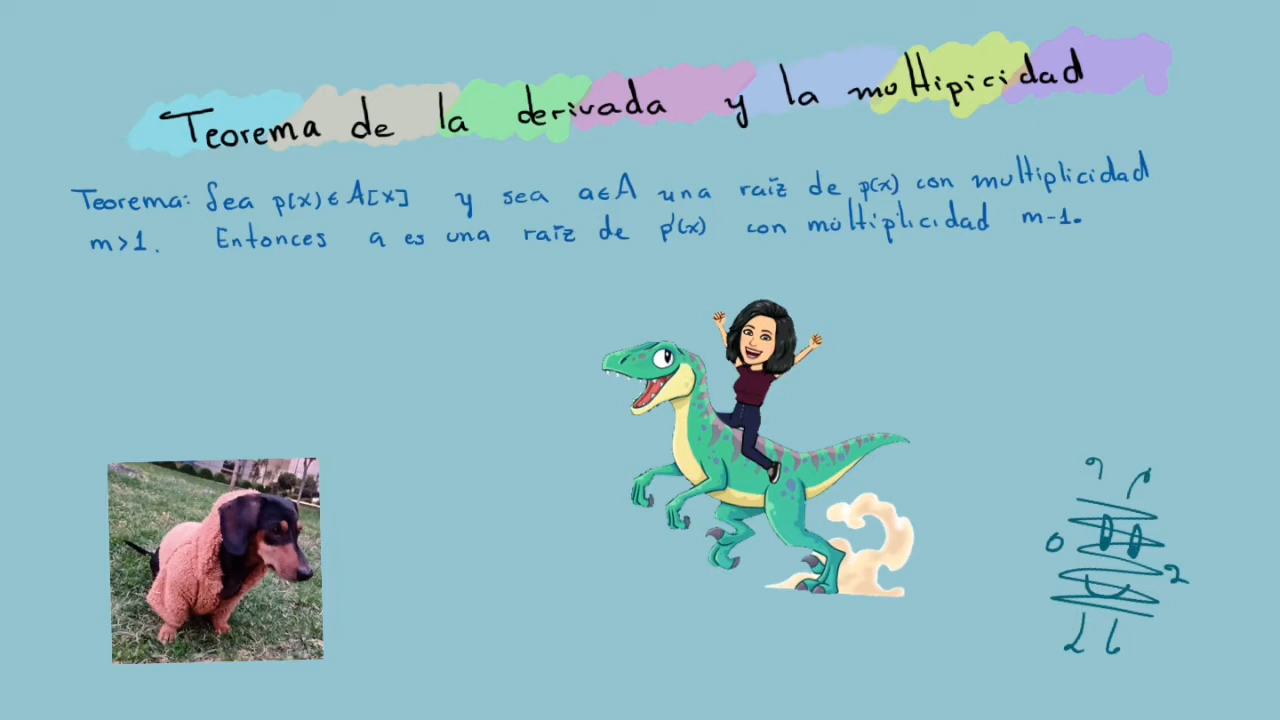 Teorema de la derivada y la moltipicidad
Teorema: Sea p(x) ∈ A[x] y sea a∈A una raíz de p(x) con multiplicidad
m>1. Entonces a es una raíz de p'(x) con multiplicidad m-1.